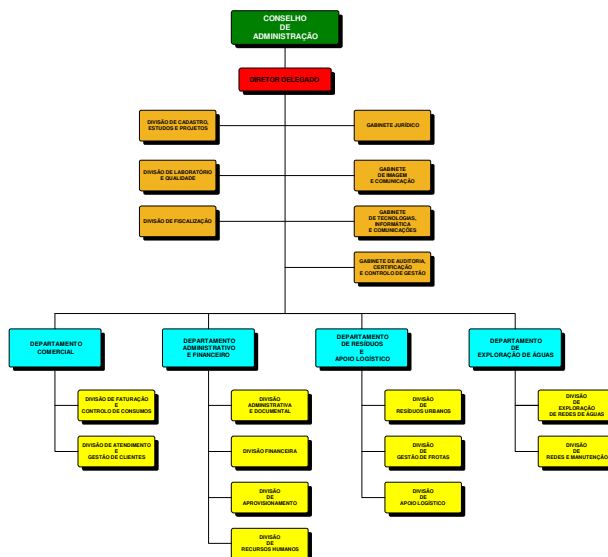 CONSELHO
DE
ADMINISTRAÇÃO
DIRETOR DELEGADO
DIVISÃO DE CADASTRO,
ESTUDOS E PROJETOS
GABINETE JURÍDICO
DIVISÃO DE LABORATÓRIO
E QUALIDADE
GABINETE
DE IMAGEM
E COMUNICAÇÃO
DIVISÃO DE FISCALIZAÇÃO
GABINETE
DE TECNOLOGIAS,
INFORMÁTICA
E COMUNICAÇÕES
GABINETE DE AUDITORIA,
CERTIFICAÇÃO
E CONTROLO DE GESTÃO
DEPARTAMENTO
COMERCIAL
DEPARTAMENTO
ADMINISTRATIVO
E FINANCEIRO
DEPARTAMENTO
DE RESÍDUOS
E
APOIO LOGÍSTICO
DEPARTAMENTO
DE
EXPLORAÇÃO DE ÁGUAS
DIVISÃO DE FATURAÇÃO
E
CONTROLO DE CONSUMOS
DIVISÃO
ADMINISTRATIVA
E DOCUMENTAL
DIVISÃO
DE
RESÍDUOS URBANOS
DIVISÃO
DE
EXPLORAÇÃO
DE REDES DE ÁGUAS
DIVISÃO DE ATENDIMENTO
E
GESTÃO DE CLIENTES
DIVISÃO FINANCEIRA
DIVISÃO
DE
GESTÃO DE FROTAS
DIVISÃO
DE
REDES E MANUTENÇÃO
DIVISÃO
DE
APROVISIONAMENTO
DIVISÃO
DE
APOIO LOGÍSTICO
DIVISÃO
DE
RECURSOS HUMANOS